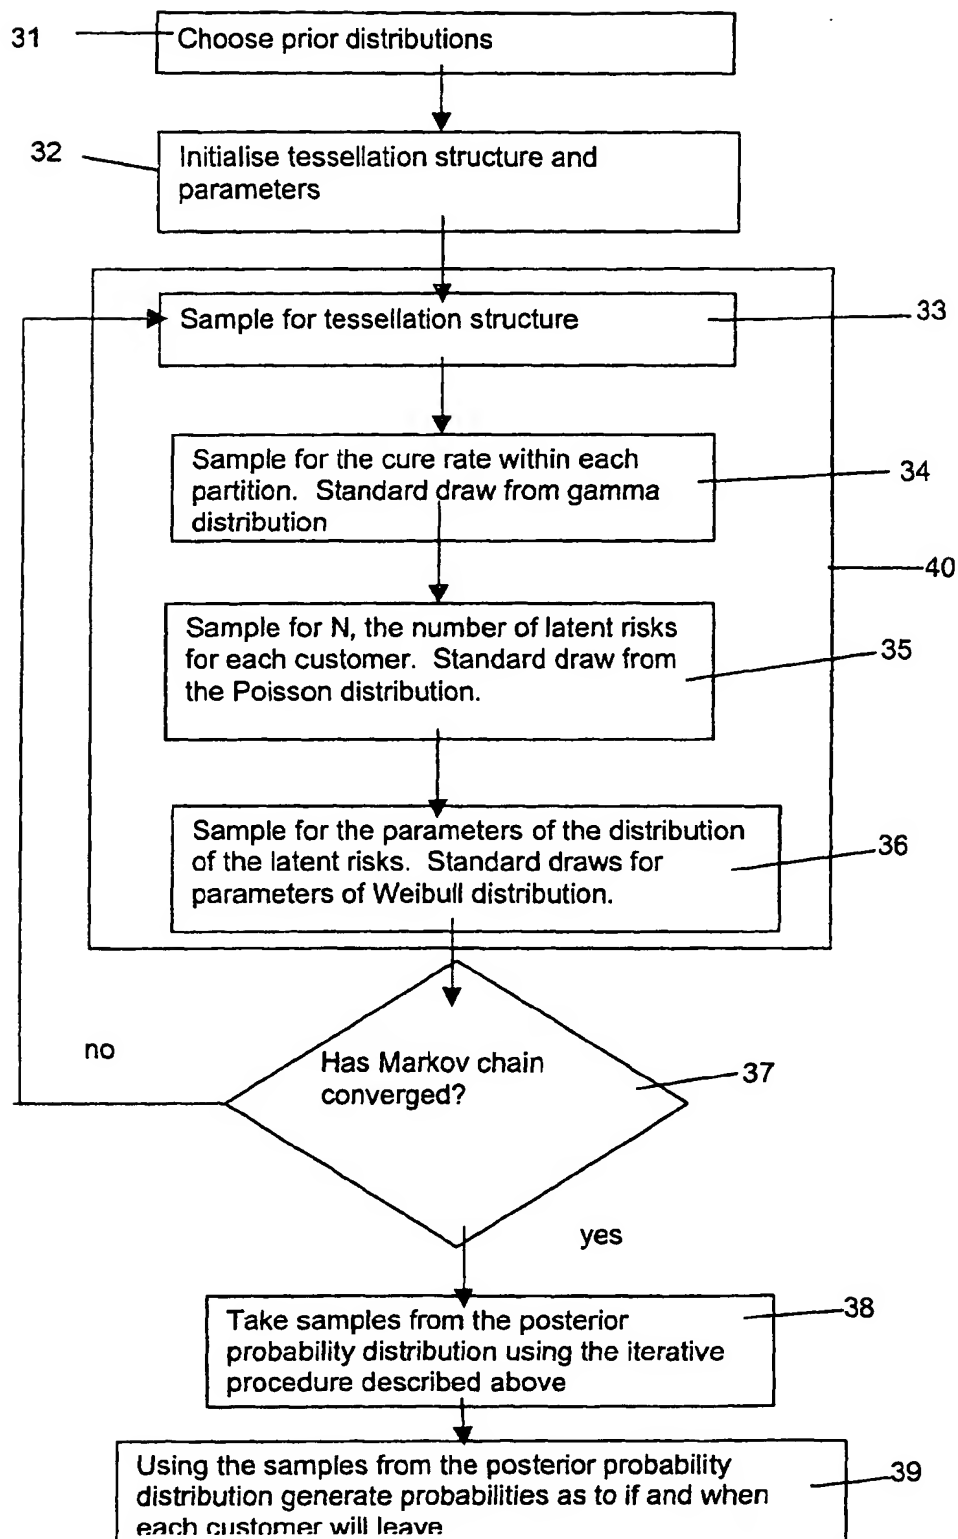 31
Choose prior distributions
32
Initialise tessellation structure and
parameters
Sample for tessellation structure
33
Sample for the cure rate within each
partition. Standard draw from gamma
distribution
34
40
Sample for N, the number of latent risks
for each customer. Standard draw from
the Poisson distribution.
35
Sample for the parameters of the distribution
of the latent risks. Standard draws for
parameters of Weibull distribution.
36
no
Has Markov chain
converged?
37
yes
Take samples from the posterior
probability distribution using the iterative
procedure described above
38
Using the samples from the posterior probability
distribution generate probabilities as to if and when
each customer will leave
39